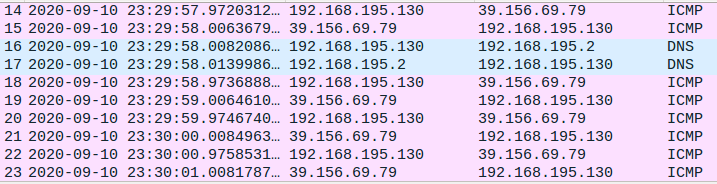 14 2020-09-10 23:29:57.9720312… 192.168.195.130 39.156.69.79 ICMP
15 2020-09-10 23:29:58.0063679… 39.156.69.79 192.168.195.130 ICMP
16 2020-09-10 23:29:58.0082086… 192.168.195.130 192.168.195.2 DNS
17 2020-09-10 23:29:58.0139986… 192.168.195.2 192.168.195.130 DNS
18 2020-09-10 23:29:58.9736888… 192.168.195.130 39.156.69.79 ICMP
19 2020-09-10 23:29:59.0064610… 39.156.69.79 192.168.195.130 ICMP
20 2020-09-10 23:29:59.9746740… 192.168.195.130 39.156.69.79 ICMP
21 2020-09-10 23:30:00.0084963… 39.156.69.79 192.168.195.130 ICMP
22 2020-09-10 23:30:00.9758531… 192.168.195.130 39.156.69.79 ICMP
23 2020-09-10 23:30:01.0081787… 39.156.69.79 192.168.195.130 ICMP